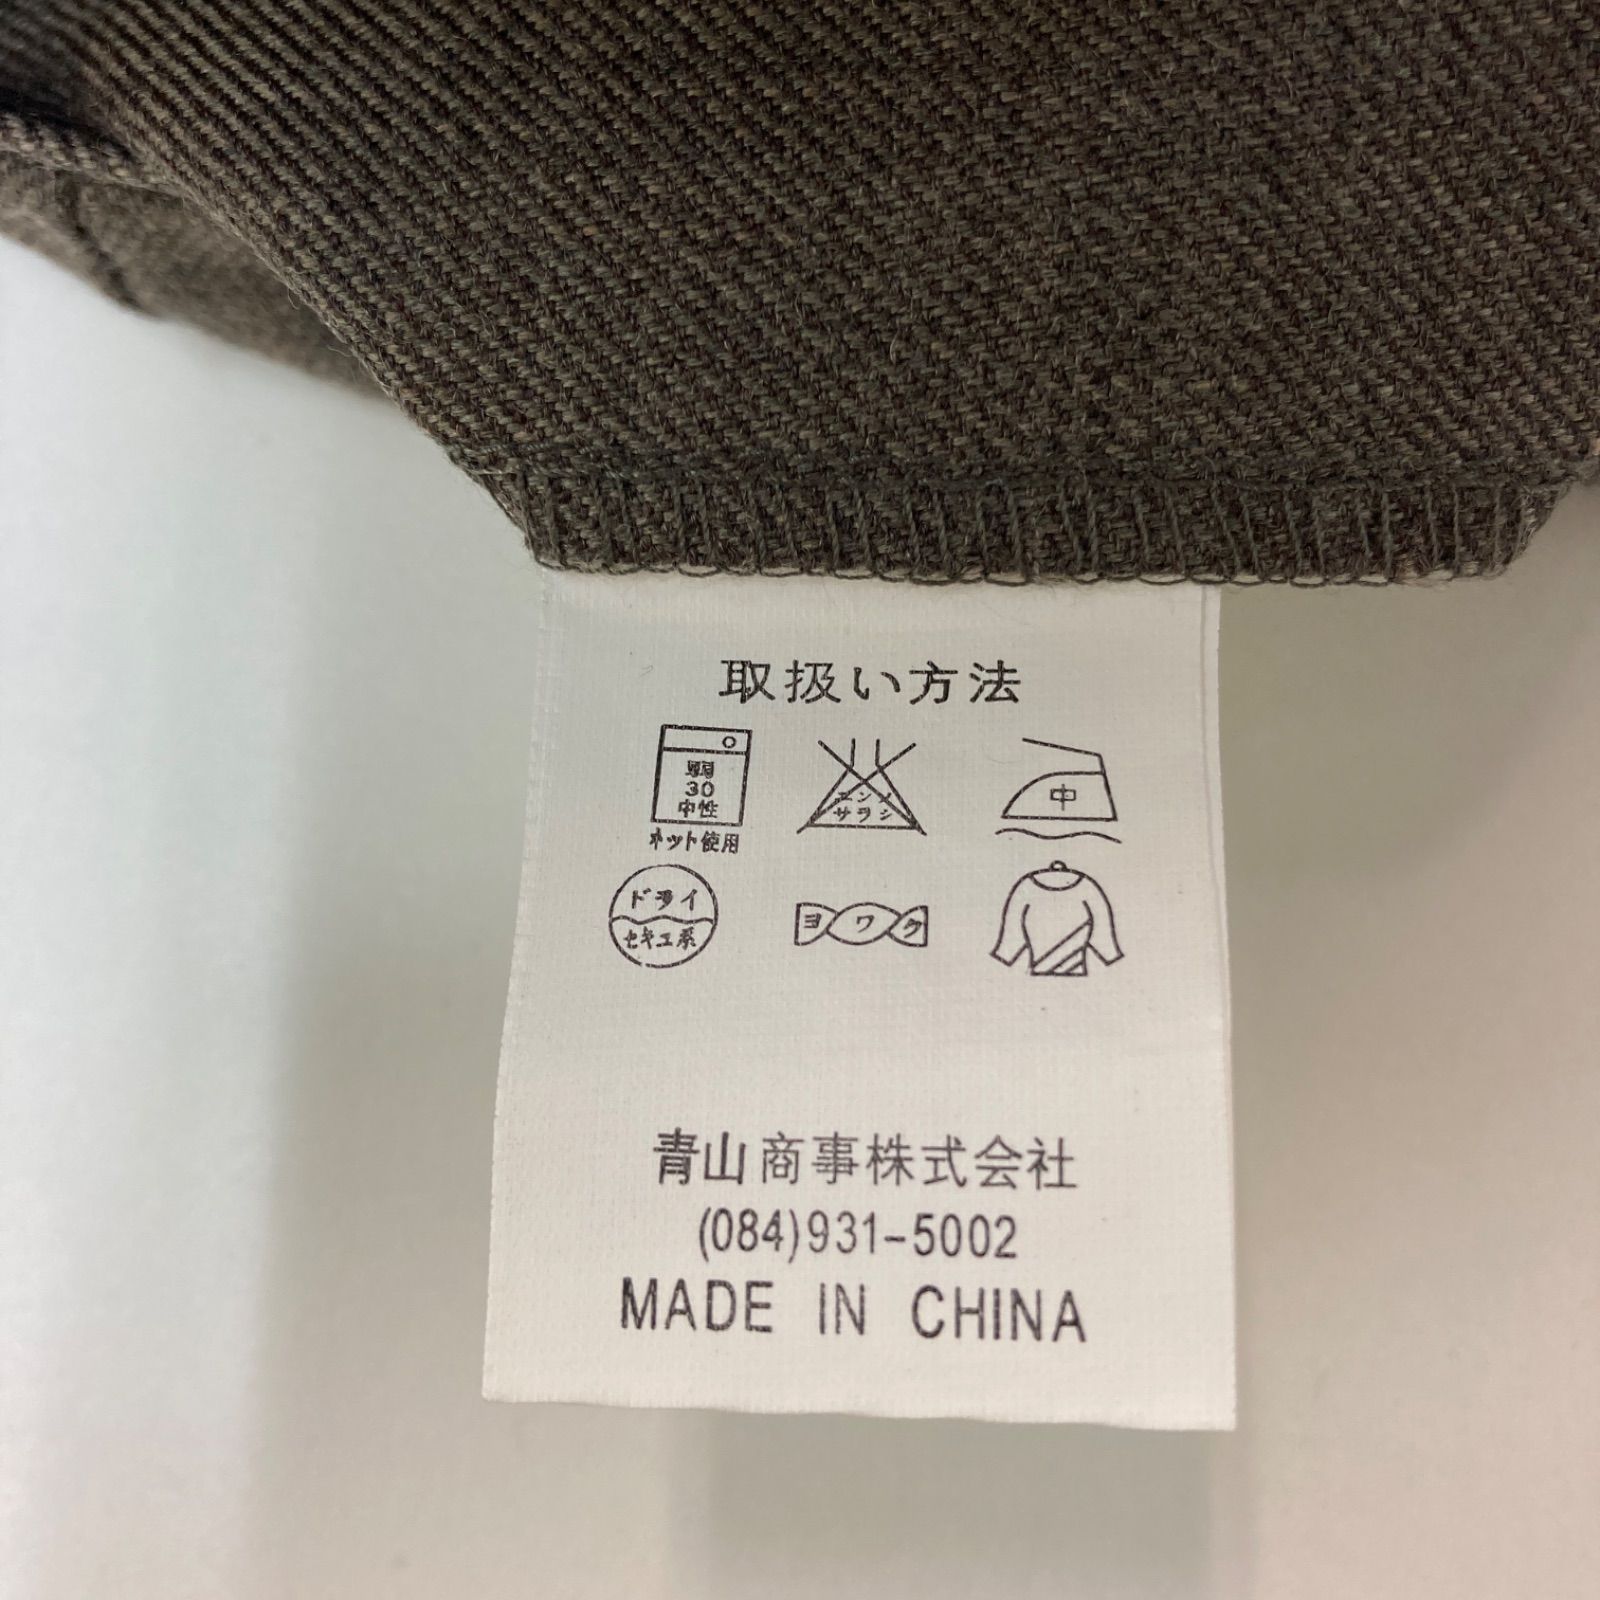 取扱い方法
弱
30
中性
ネット使用
エンソ
サラシ
中
ドライ
セキユ系
ヨワク
青山商事株式会社
(084)931-5002
MADE IN CHINA